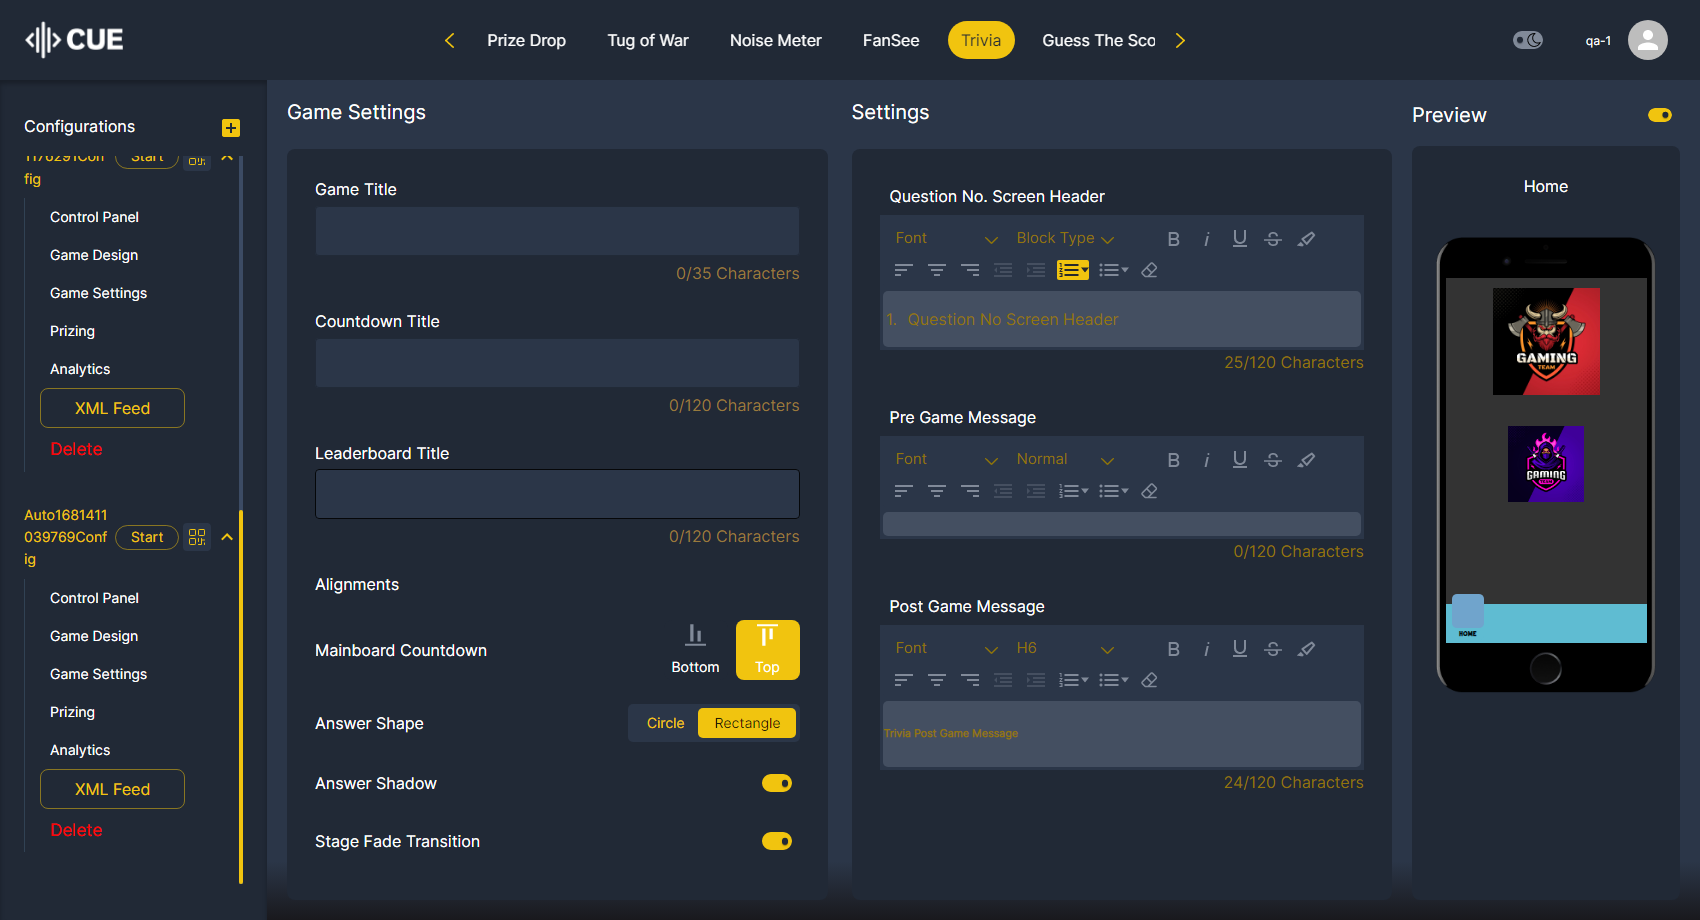 CUE
Prize Drop
Tug of War
Noise Meter
FanSee
Trivia
Guess The Sco
qa-1
Configurations
1176291Conf
fig
Start
Control Panel
Game Design
Game Settings
Prizing
Analytics
XML Feed
Delete
Auto1681411
039769Conf
ig
Start
Control Panel
Game Design
Game Settings
Prizing
Analytics
XML Feed
Delete
Game Settings
Game Title
0/35 Characters
Countdown Title
0/120 Characters
Leaderboard Title
0/120 Characters
Alignments
Mainboard Countdown
Bottom
Top
Answer Shape
Circle
Rectangle
Answer Shadow
Stage Fade Transition
Settings
Question No. Screen Header
Font
Block Type
B i U S
1. Question No Screen Header
25/120 Characters
Pre Game Message
Font
Normal
B i U S
0/120 Characters
Post Game Message
Font
H6
B i U S
Trivia Post Game Message
24/120 Characters
Preview
Home
GAMING
TEAM
GAMING
TEAM
HOME